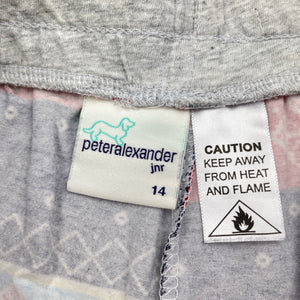 peteralexander
jnr
14
CAUTION
KEEP AWAY
FROM HEAT
AND FLAME